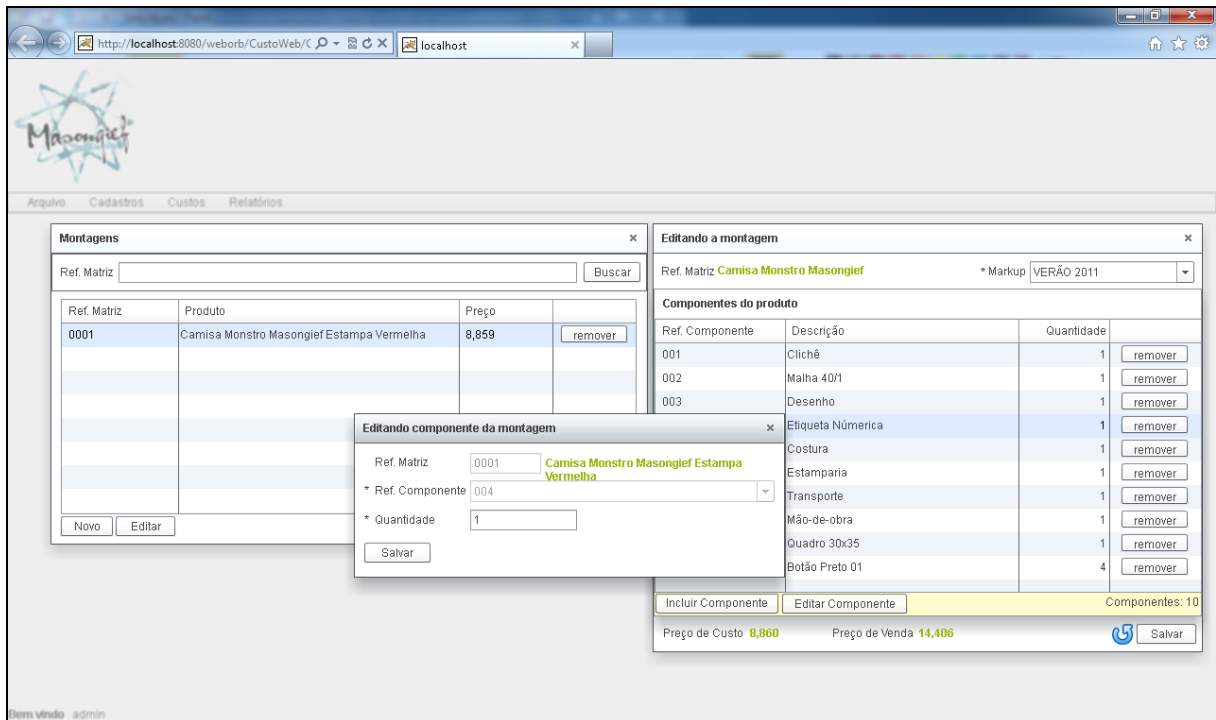 http://localhost:8080/weborb/CustoWeb/(
localhost
Masongief
Arquivo Cadastros Custos Relatórios
Montagens
Ref. Matriz Buscar
Ref. Matriz Produto Preço
0001 Camisa Monstro Masongief Estampa Vermelha 8,859 remover
Novo Editar
Editando a montagem
Ref. Matriz Camisa Monstro Masongief * Markup VERÃO 2011
Componentes do produto
Ref. Componente Descrição Quantidade
001 Clichê 1 remover
002 Malha 40/1 1 remover
003 Desenho 1 remover
Etiqueta Númerica 1 remover
Costura 1 remover
Estamparia 1 remover
Transporte 1 remover
Mão-de-obra 1 remover
Quadro 30x35 1 remover
Botão Preto 01 4 remover
Incluir Componente Editar Componente Componentes: 10
Preço de Custo 8,860 Preço de Venda 14,406 Salvar
Editando componente da montagem
Ref. Matriz 0001 Camisa Monstro Masongief Estampa
Vermelha
* Ref. Componente 004
* Quantidade 1
Salvar
Bem vindo admin